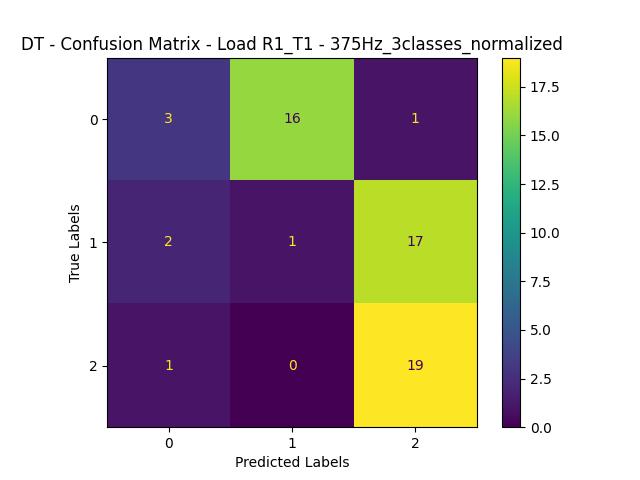 DT - Confusion Matrix - Load R1_T1 - 375Hz_3classes_normalized
True Labels
0 3 16 1
1 2 1 17
2 1 0 19
0 1 2
Predicted Labels
17.5
15.0
12.5
10.0
7.5
5.0
2.5
0.0